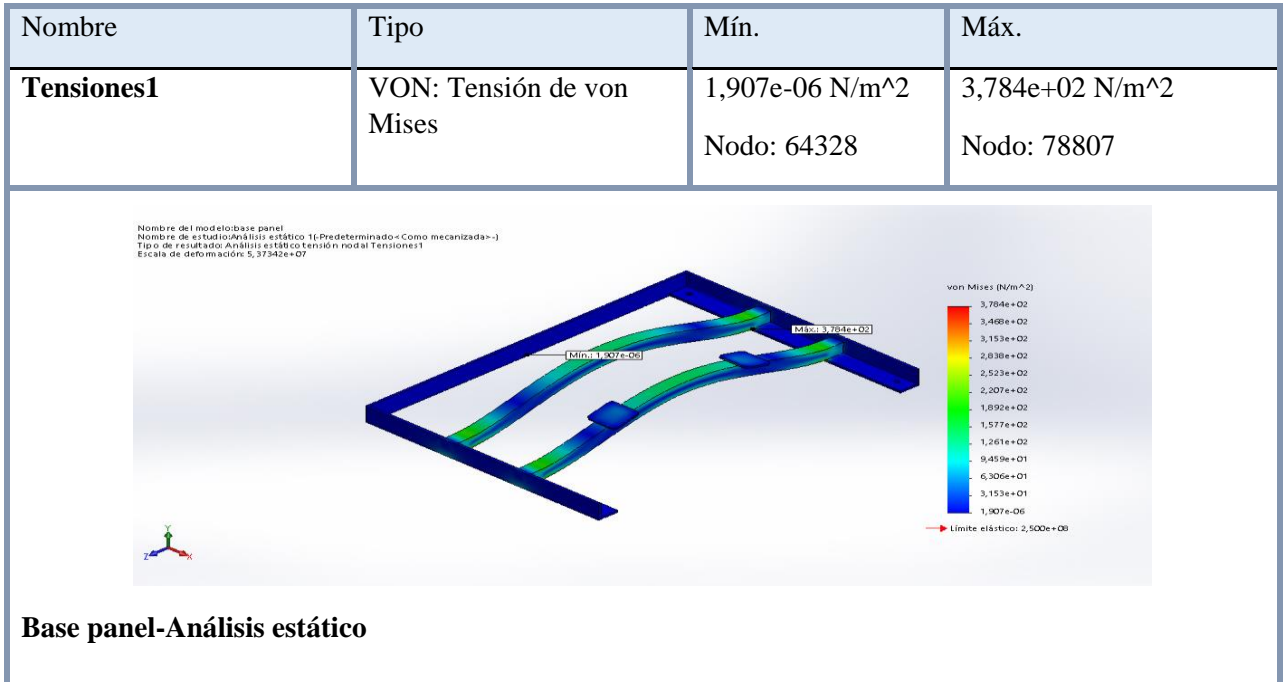 Nombre
Tipo
Mín.
Máx.
Tensiones1
VON: Tensión de von
Mises
1,907e-06 N/m^2
Nodo: 64328
3,784e+02 N/m^2
Nodo: 78807
Nombre del modelo:base panel
Nombre de estudio:Análisis estático 1(-Predeterminado<Como mecanizada>-)
Tipo de resultado: Análisis estático tensión nodal Tensiones1
Escala de deformación: 5,37342e+07
von Mises (N/m^2)
3,784e+02
3,468e+02
3,153e+02
2,838e+02
2,523e+02
2,207e+02
1,892e+02
1,577e+02
1,261e+02
9,459e+01
6,306e+01
3,153e+01
1,907e-06
Límite elástico: 2,500e+08
Máx.: 3,784e+02
Mín.: 1,907e-06
Y
Z
X
Base panel-Análisis estático